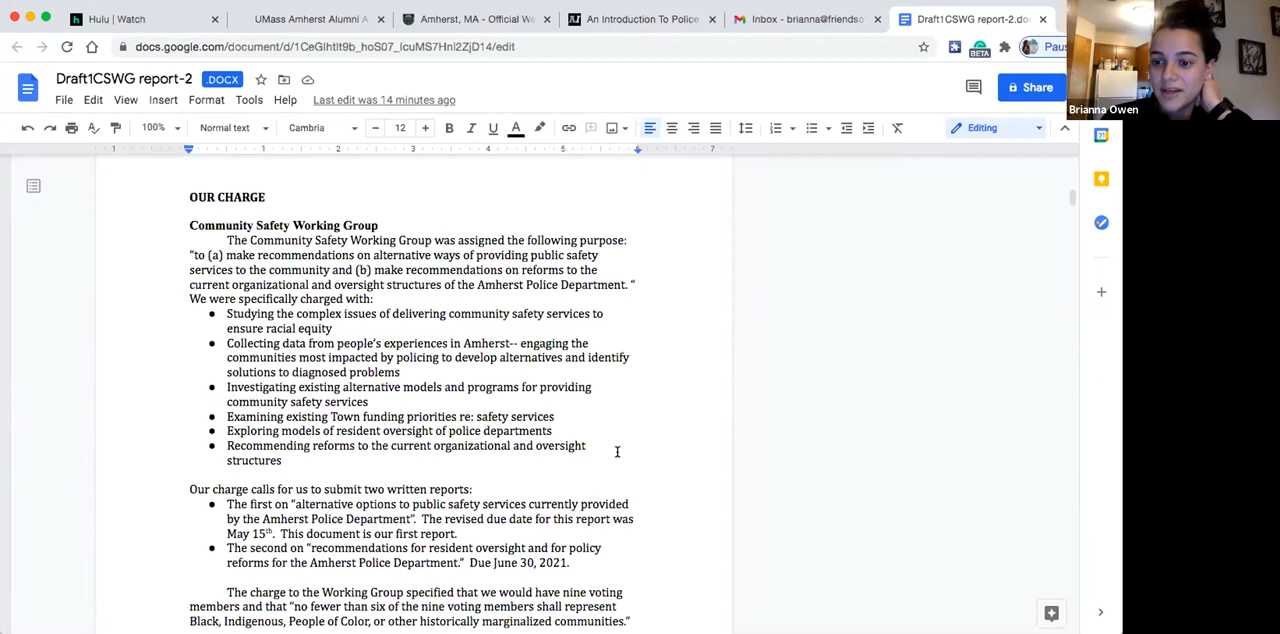 Hulu | Watch
UMass Amherst Alumni A
Amherst, MA - Official We
An Introduction To Police
Inbox - brianna@friendso
Draft1CSWG report-2.doc
docs.google.com/document/d/1CeGlhtlt9b_hoS07_lcuMS7Hnl2ZjD14/edit
BETA
Pau
Draft1CSWG report-2 .DOCX
Share
File Edit View Insert Format Tools Help Last edit was 14 minutes ago
Brianna Owen
100% Normal text Cambria - 12 + B I U A Editing
1 1 2 3 4 5 6 7
31
OUR CHARGE
Community Safety Working Group
The Community Safety Working Group was assigned the following purpose:
“to (a) make recommendations on alternative ways of providing public safety
services to the community and (b) make recommendations on reforms to the
current organizational and oversight structures of the Amherst Police Department. “
We were specifically charged with:
● Studying the complex issues of delivering community safety services to
ensure racial equity
● Collecting data from people’s experiences in Amherst-- engaging the
communities most impacted by policing to develop alternatives and identify
solutions to diagnosed problems
● Investigating existing alternative models and programs for providing
community safety services
● Examining existing Town funding priorities re: safety services
● Exploring models of resident oversight of police departments
● Recommending reforms to the current organizational and oversight
structures
Our charge calls for us to submit two written reports:
● The first on “alternative options to public safety services currently provided
by the Amherst Police Department”. The revised due date for this report was
May 15th. This document is our first report.
● The second on “recommendations for resident oversight and for policy
reforms for the Amherst Police Department.” Due June 30, 2021.
The charge to the Working Group specified that we would have nine voting
members and that “no fewer than six of the nine voting members shall represent
Black, Indigenous, People of Color, or other historically marginalized communities.”